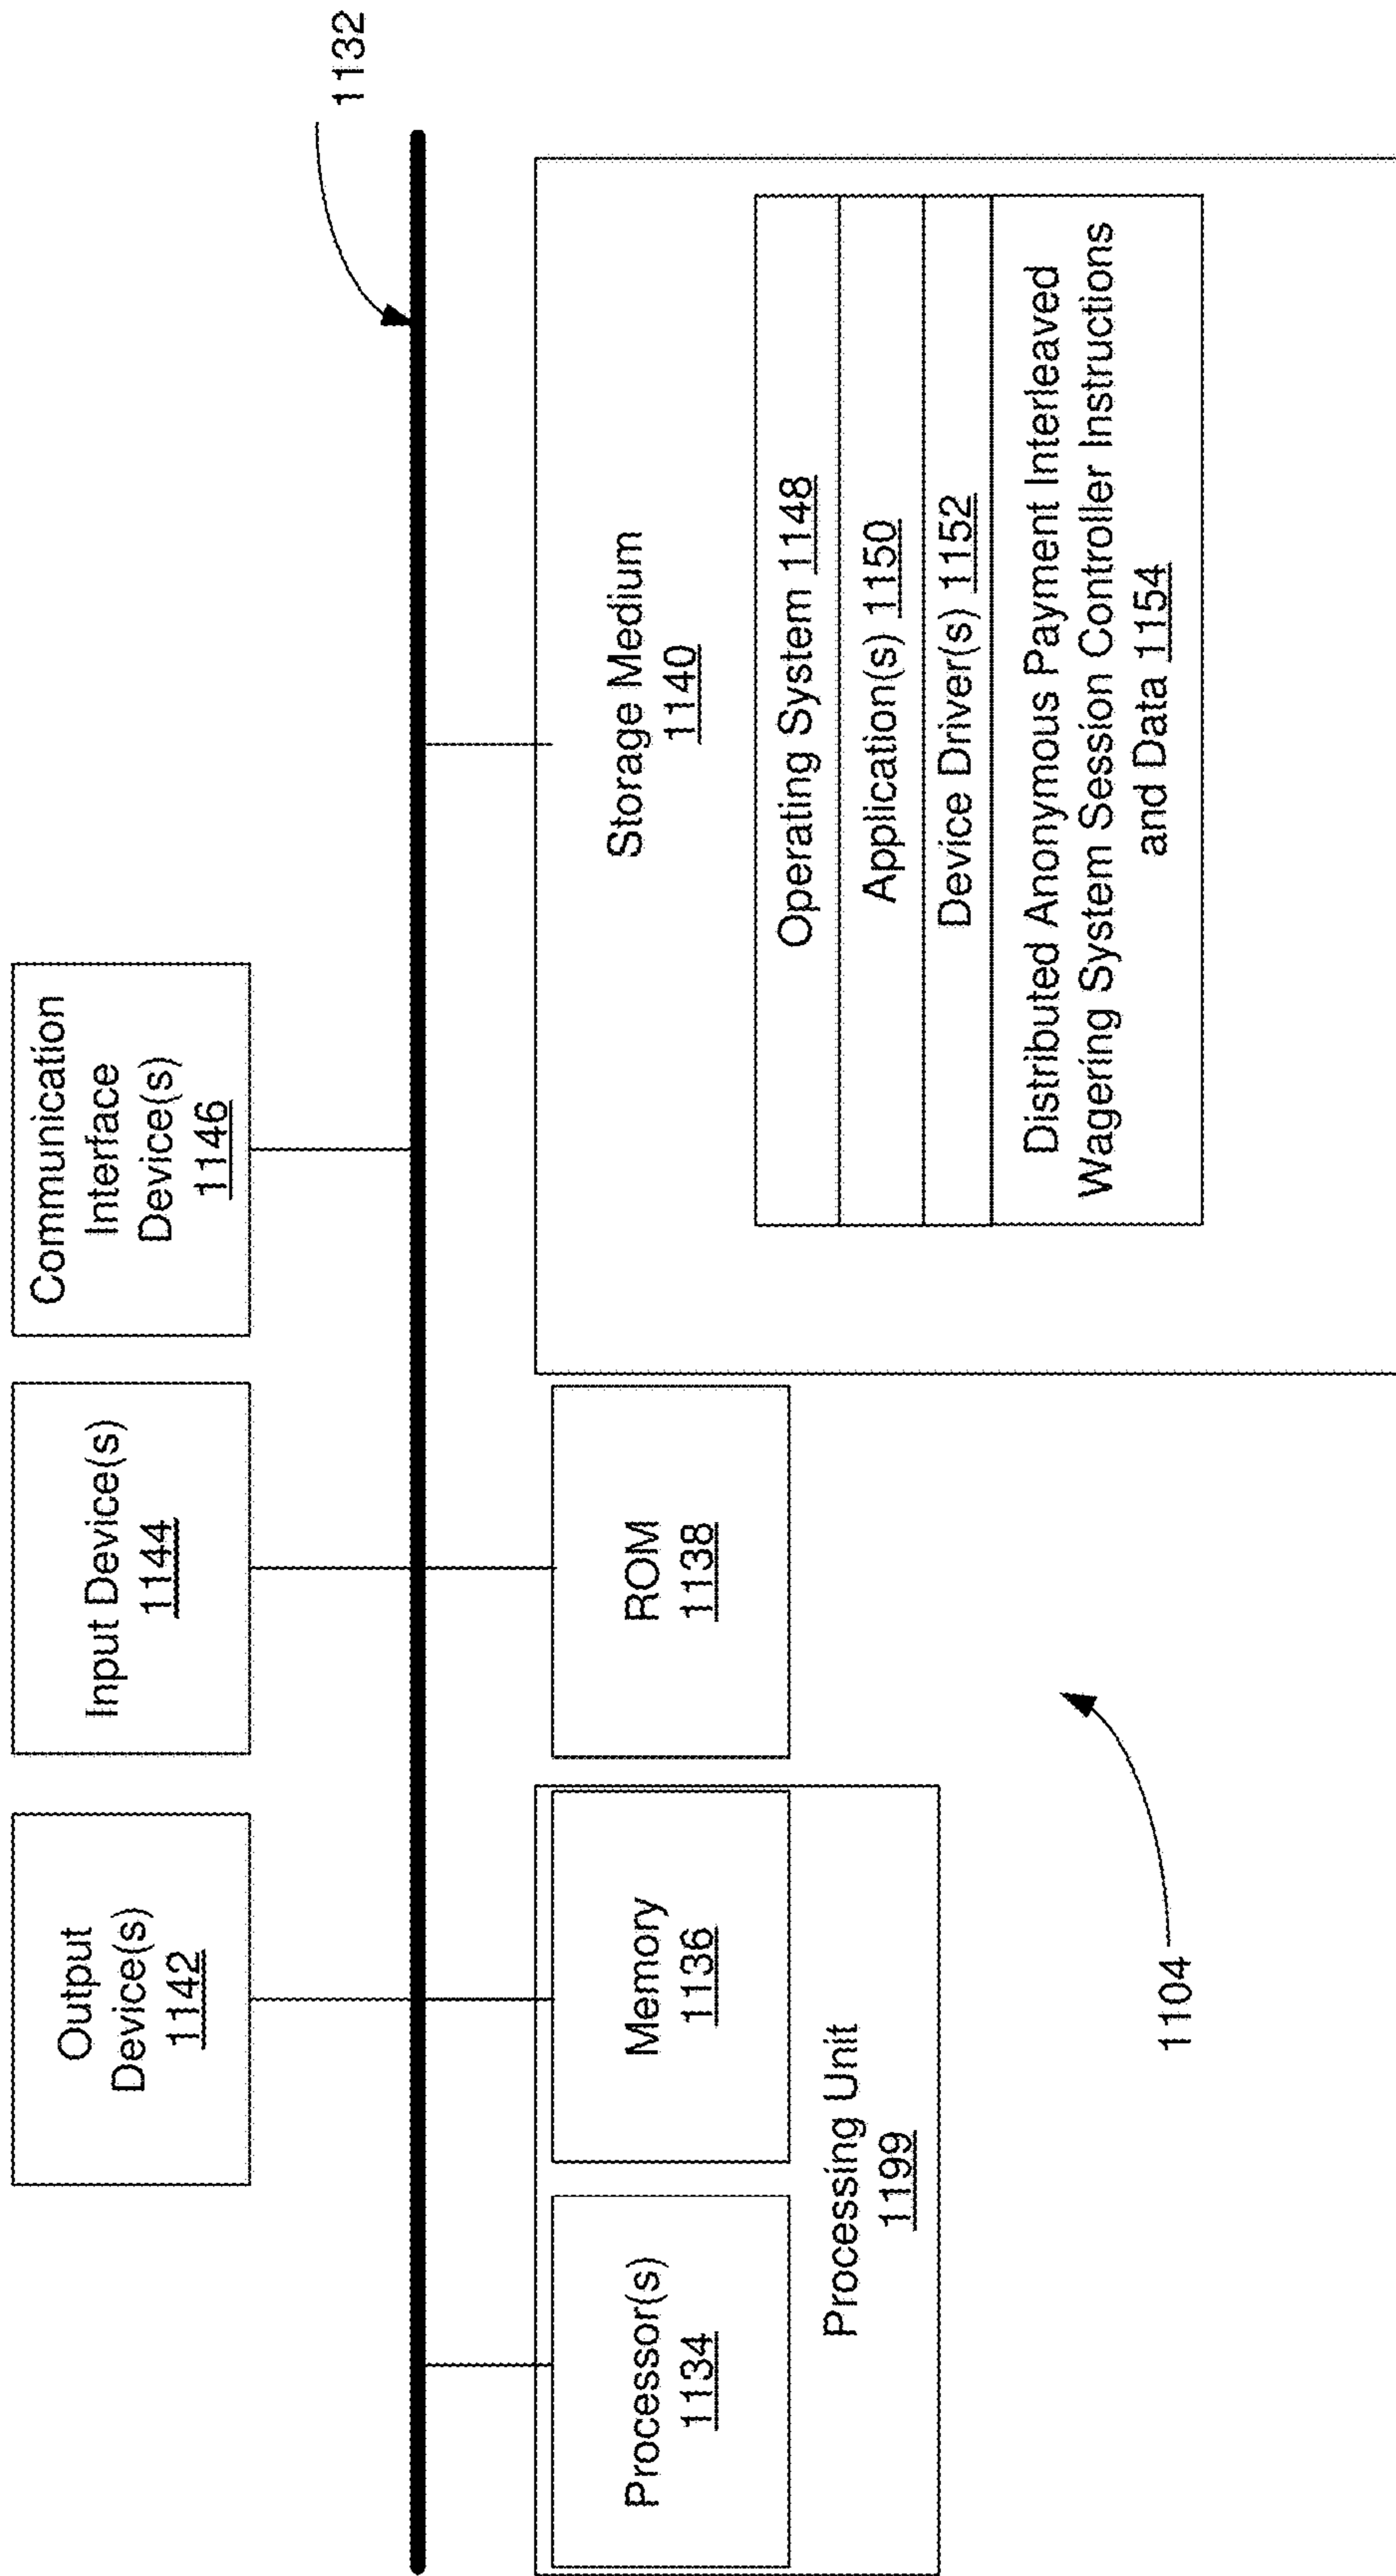 1132
Output
Device(s)
1142
Input Device(s)
1144
Communication
Interface
Device(s)
1146
Processor(s)
1134
Memory
1136
Processing Unit
1199
ROM
1138
Storage Medium
1140
Operating System 1148
Application(s) 1150
Device Driver(s) 1152
Distributed Anonymous Payment Interleaved
Wagering System Session Controller Instructions
and Data 1154
1104